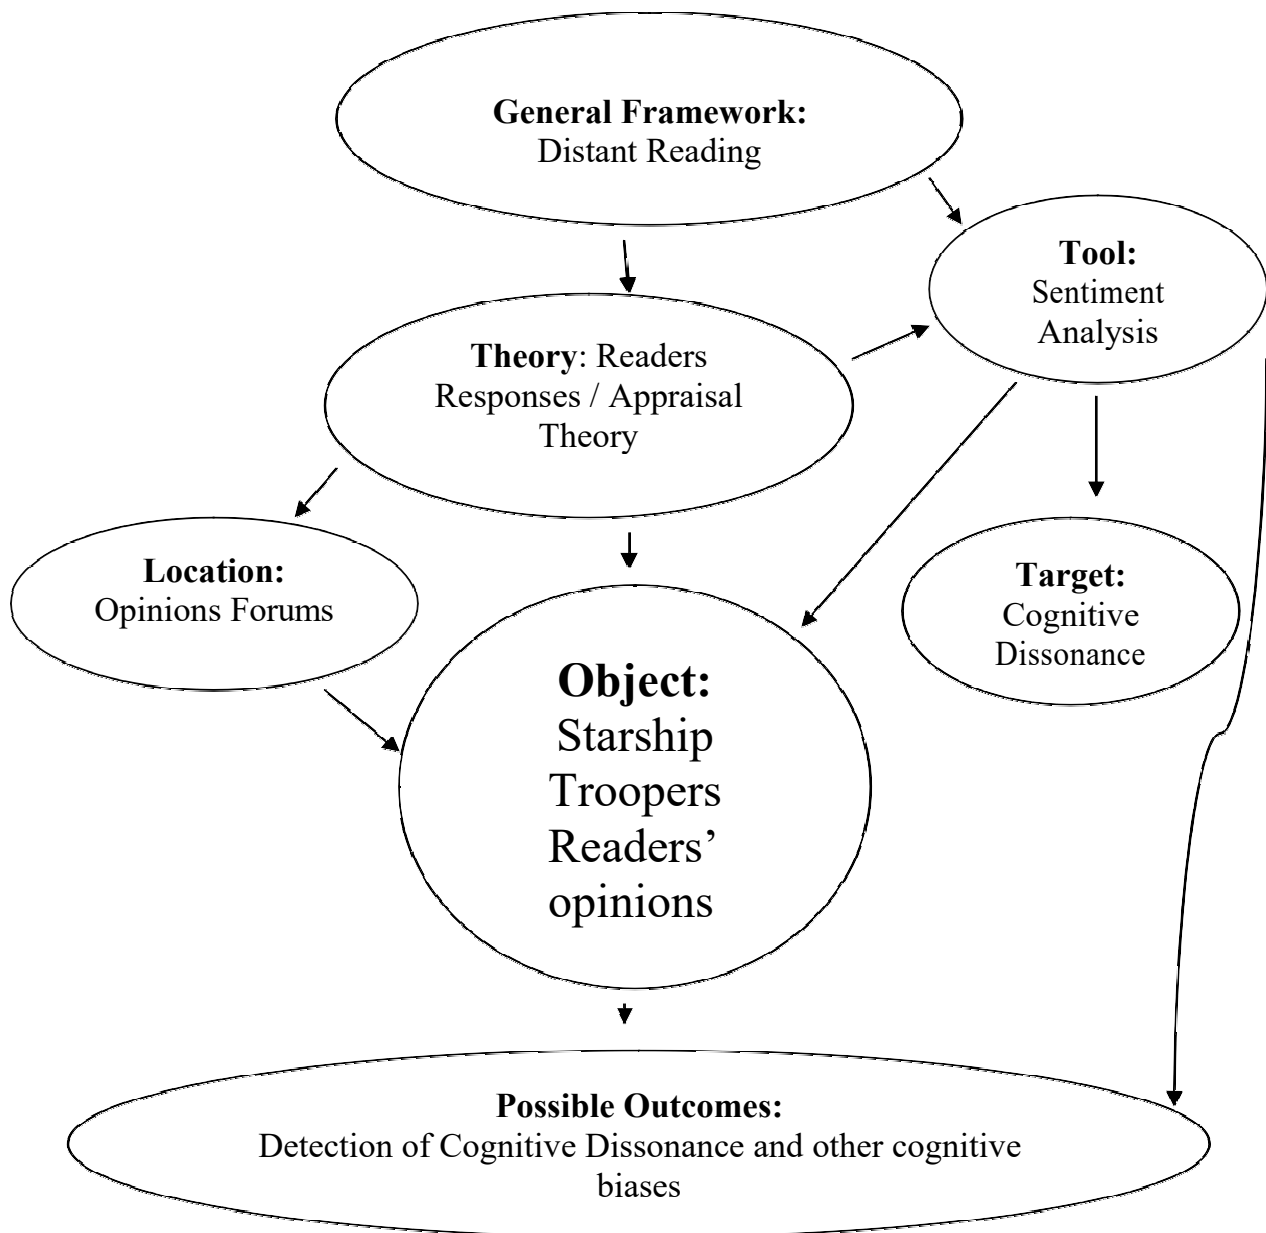 General Framework:
Distant Reading
Tool:
Sentiment
Analysis
Theory: Readers
Responses / Appraisal
Theory
Location:
Opinions Forums
Target:
Cognitive
Dissonance
Object:
Starship
Troopers
Readers’
opinions
Possible Outcomes:
Detection of Cognitive Dissonance and other cognitive
biases